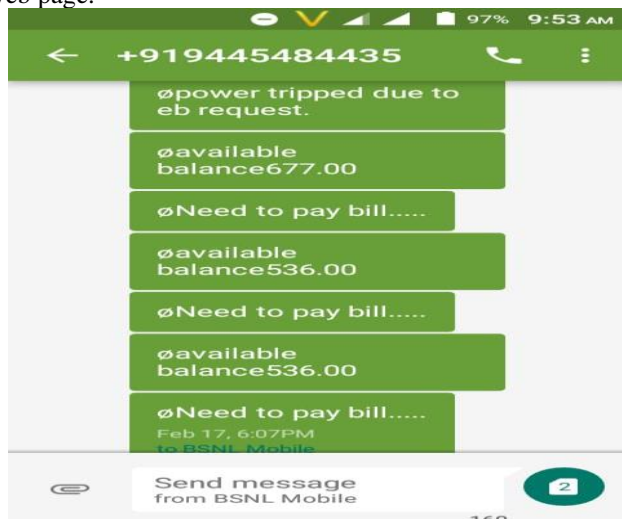 web page.
97% 9:53 AM
+919445484435
øpower tripped due to
eb request.
øavailable
balance677.00
øNeed to pay bill.....
øavailable
balance536.00
øNeed to pay bill.....
øavailable
balance536.00
øNeed to pay bill.....
Feb 17, 6:07PM
to BSNL Mobile
Send message
from BSNL Mobile
2